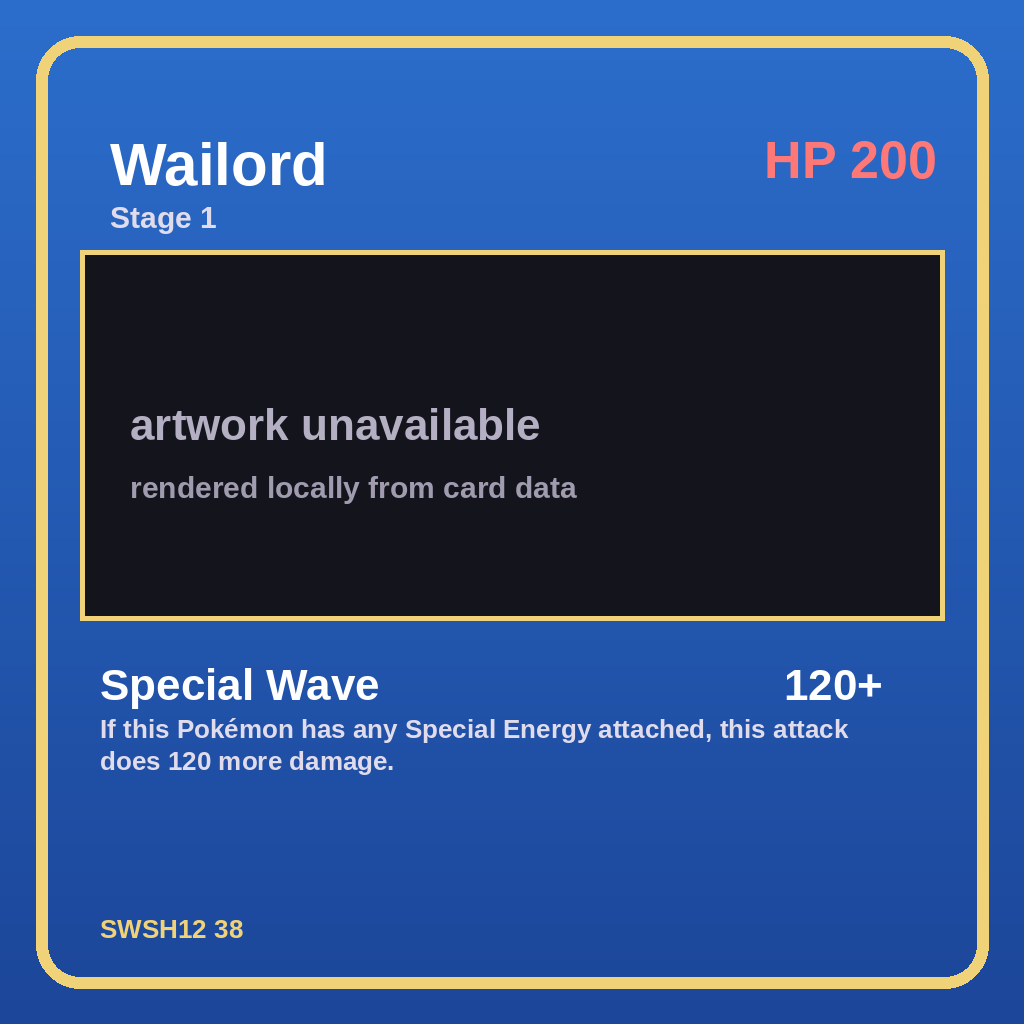 Wailord
HP 200
Stage 1
artwork unavailable
rendered locally from card data
Special Wave
120+
If this Pokémon has any Special Energy attached, this attack
does 120 more damage.
SWSH12 38